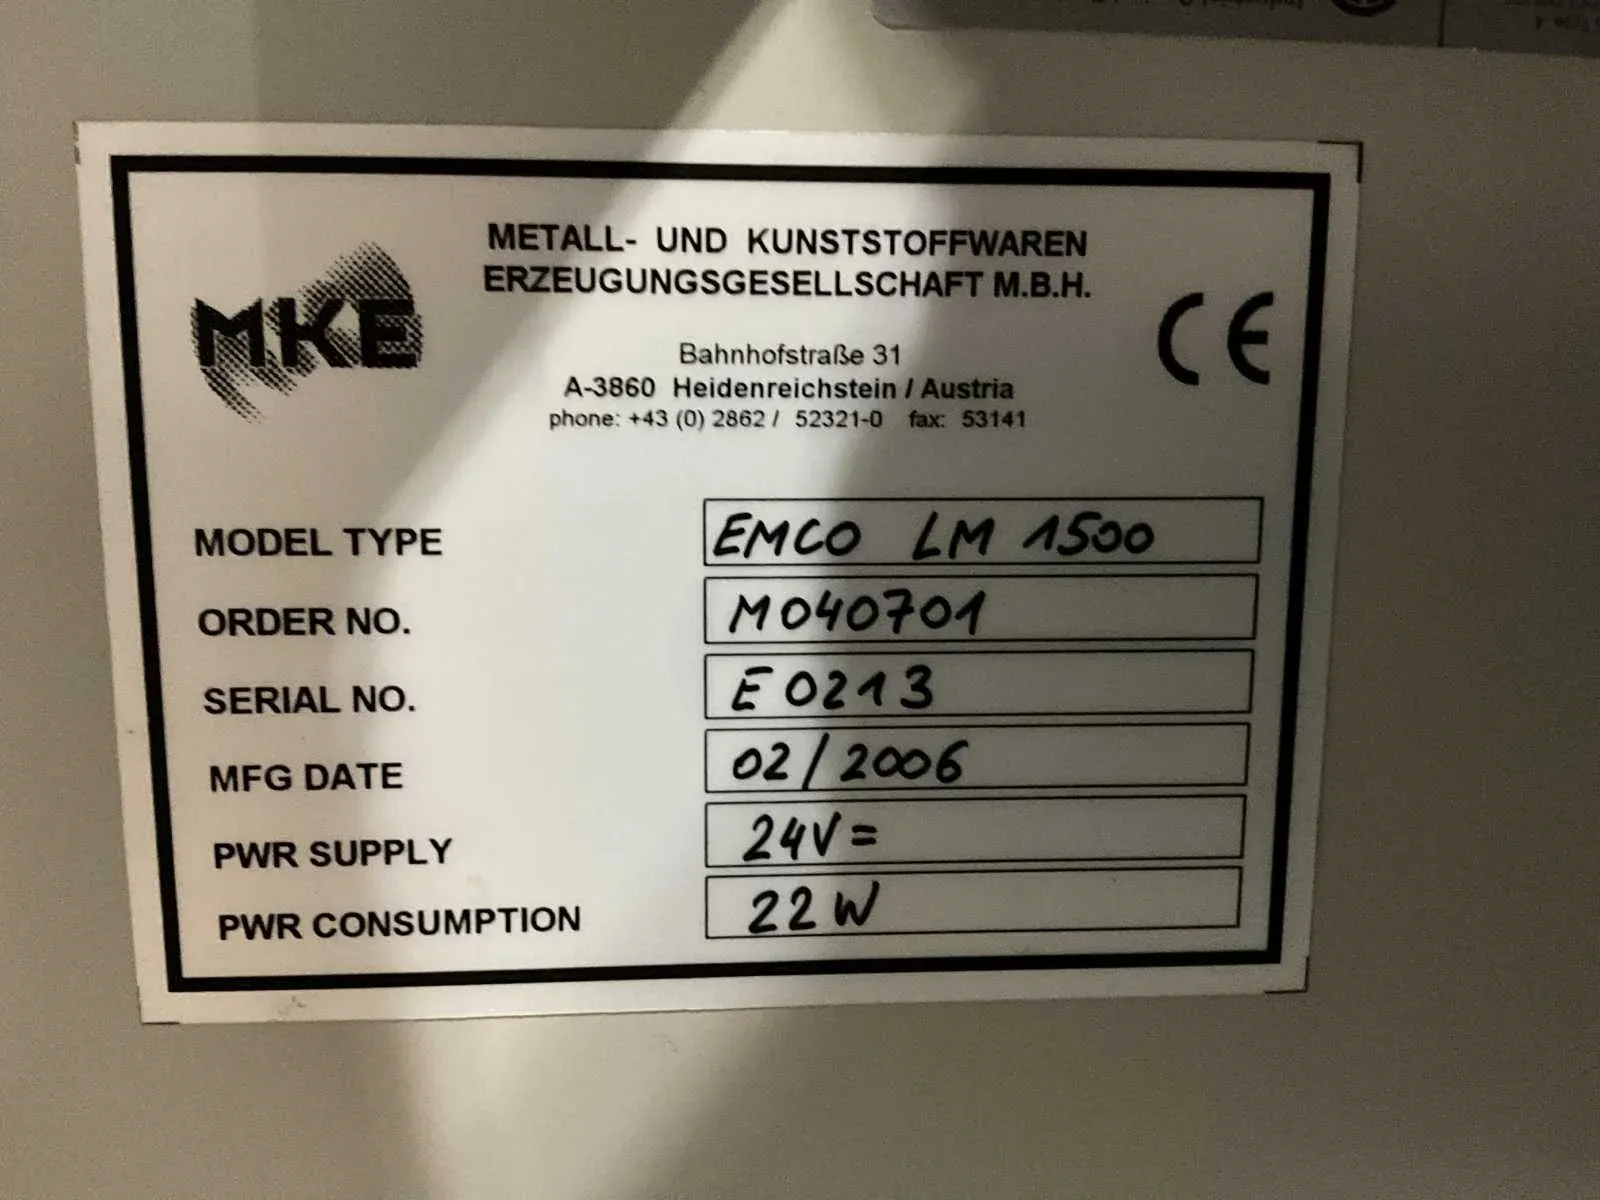 METALL- UND KUNSTSTOFFWAREN
ERZEUGUNGSGESELLSCHAFT M.B.H.
MKE
CE
Bahnhofstraße 31
A-3860 Heidenreichstein / Austria
phone: +43 (0) 2862 / 52321-0 fax: 53141
MODEL TYPE EMCO LM 1500
ORDER NO. M040701
SERIAL NO. E0213
MFG DATE 02/2006
PWR SUPPLY 24V=
PWR CONSUMPTION 22W